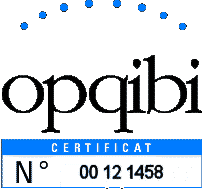 opqibi
CERTIFICAT
N° 00 12 1458